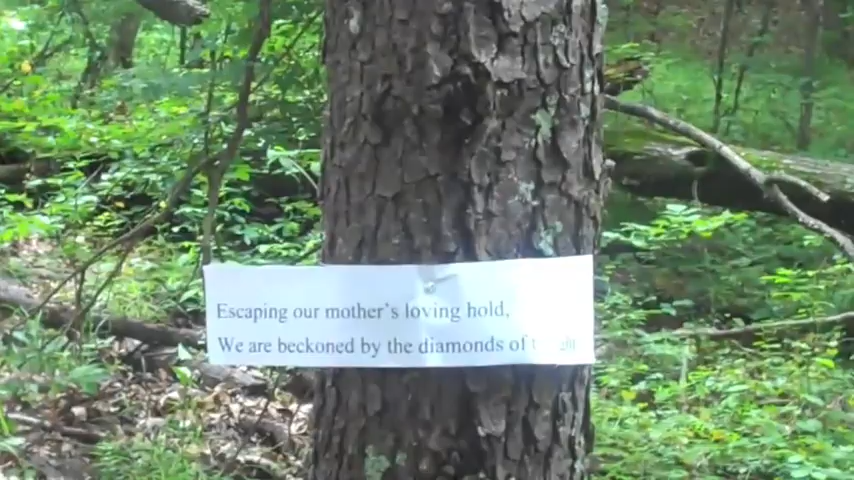 Escaping our mother's loving hold,
We are beckoned by the diamonds of